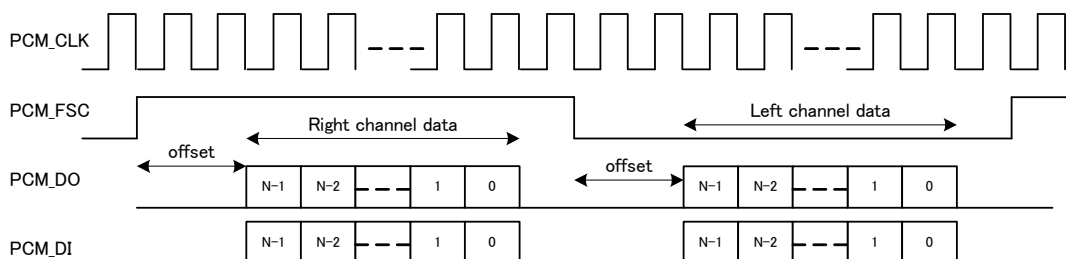 PCM_CLK
PCM_FSC
Right channel data
Left channel data
offset
offset
PCM_DO
N-1 N-2 1 0
N-1 N-2 1 0
PCM_DI
N-1 N-2 1 0
N-1 N-2 1 0